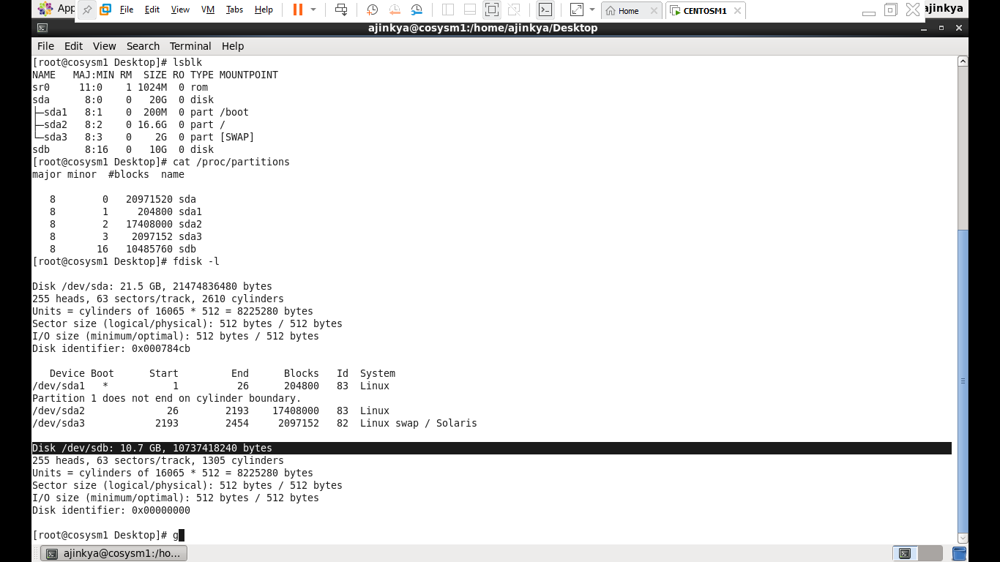 App File Edit View VM Tabs Help Home CENTOSM1 ajinkya
ajinkya@cosysm1:/home/ajinkya/Desktop
File Edit View Search Terminal Help
[root@cosysm1 Desktop]# lsblk
NAME   MAJ:MIN RM  SIZE RO TYPE MOUNTPOINT
sr0     11:0    1 1024M  0 rom
sda      8:0    0   20G  0 disk
├─sda1   8:1    0  200M  0 part /boot
├─sda2   8:2    0 16.6G  0 part /
└─sda3   8:3    0    2G  0 part [SWAP]
sdb      8:16   0   10G  0 disk
[root@cosysm1 Desktop]# cat /proc/partitions
major minor  #blocks  name
   8        0   20971520 sda
   8        1     204800 sda1
   8        2   17408000 sda2
   8        3    2097152 sda3
   8       16   10485760 sdb
[root@cosysm1 Desktop]# fdisk -l
Disk /dev/sda: 21.5 GB, 21474836480 bytes
255 heads, 63 sectors/track, 2610 cylinders
Units = cylinders of 16065 * 512 = 8225280 bytes
Sector size (logical/physical): 512 bytes / 512 bytes
I/O size (minimum/optimal): 512 bytes / 512 bytes
Disk identifier: 0x000784cb
   Device Boot      Start         End      Blocks   Id  System
/dev/sda1   *           1          26      204800   83  Linux
Partition 1 does not end on cylinder boundary.
/dev/sda2              26        2193    17408000   83  Linux
/dev/sda3            2193        2454     2097152   82  Linux swap / Solaris
Disk /dev/sdb: 10.7 GB, 10737418240 bytes
255 heads, 63 sectors/track, 1305 cylinders
Units = cylinders of 16065 * 512 = 8225280 bytes
Sector size (logical/physical): 512 bytes / 512 bytes
I/O size (minimum/optimal): 512 bytes / 512 bytes
Disk identifier: 0x00000000
[root@cosysm1 Desktop]# g
ajinkya@cosysm1:/ho...